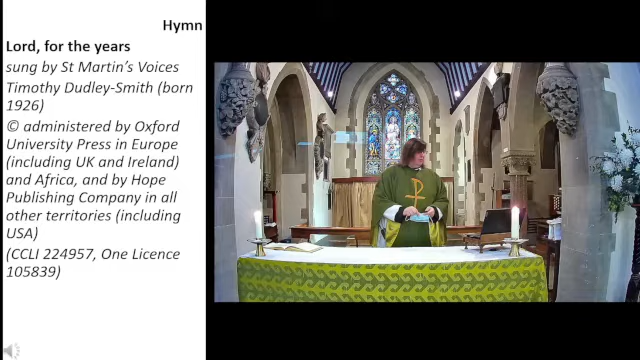 Hymn
Lord, for the years
sung by St Martin's Voices
Timothy Dudley-Smith (born
1926)
© administered by Oxford
University Press in Europe
(including UK and Ireland)
and Africa, and by Hope
Publishing Company in all
other territories (including
USA)
(CCLI 224957, One Licence
105839)